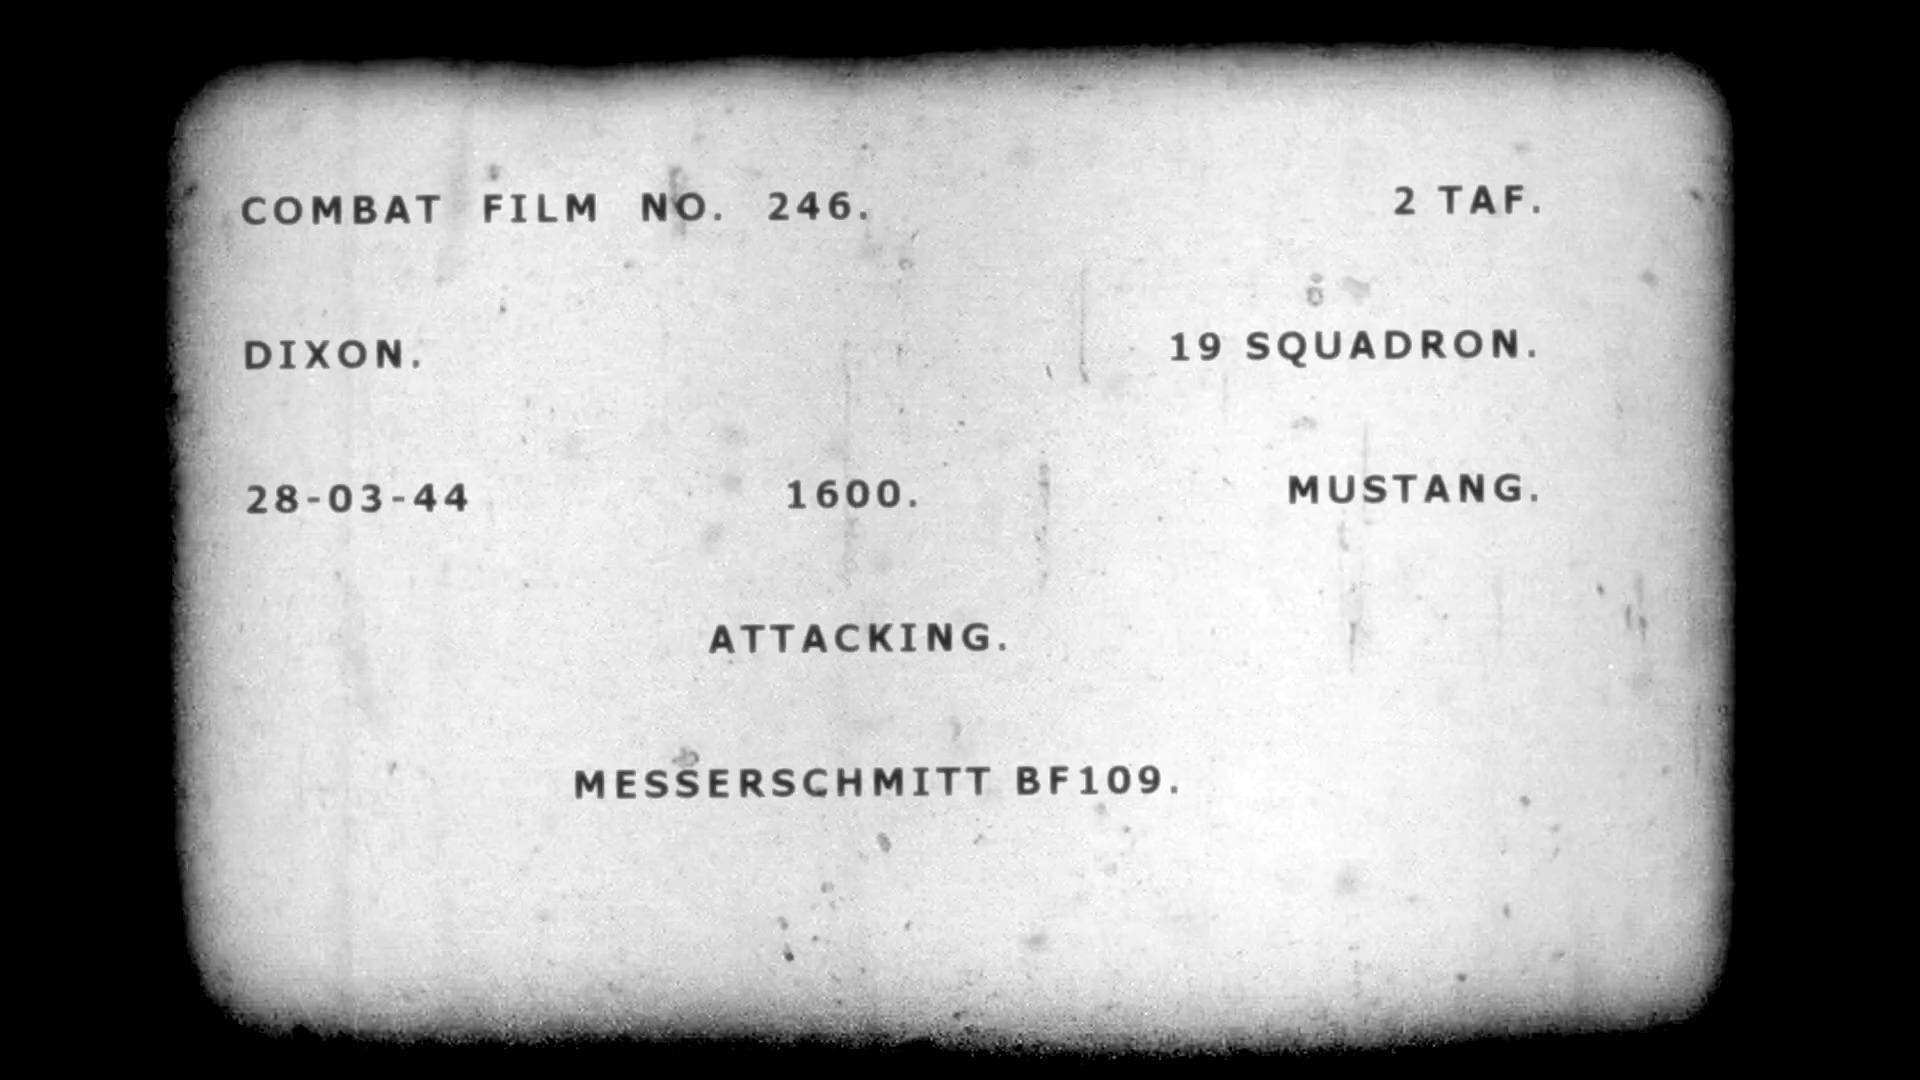 COMBAT FILM NO. 246. 2 TAF.
DIXON. 19 SQUADRON.
28-03-44 1600. MUSTANG.
ATTACKING.
MESSERSCHMITT BF109.